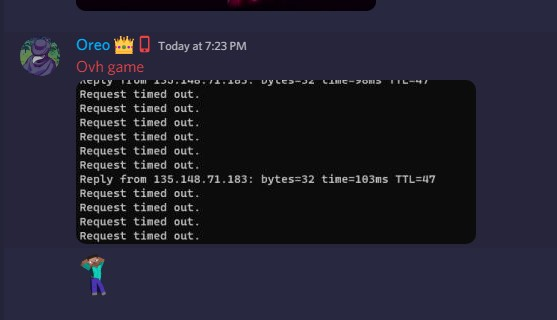 Oreo Today at 7:23 PM
Ovh game
Reply from 135.148.71.183: bytes=32 time=98ms TTL=47
Request timed out.
Request timed out.
Request timed out.
Request timed out.
Request timed out.
Request timed out.
Reply from 135.148.71.183: bytes=32 time=103ms TTL=47
Request timed out.
Request timed out.
Request timed out.
Request timed out.